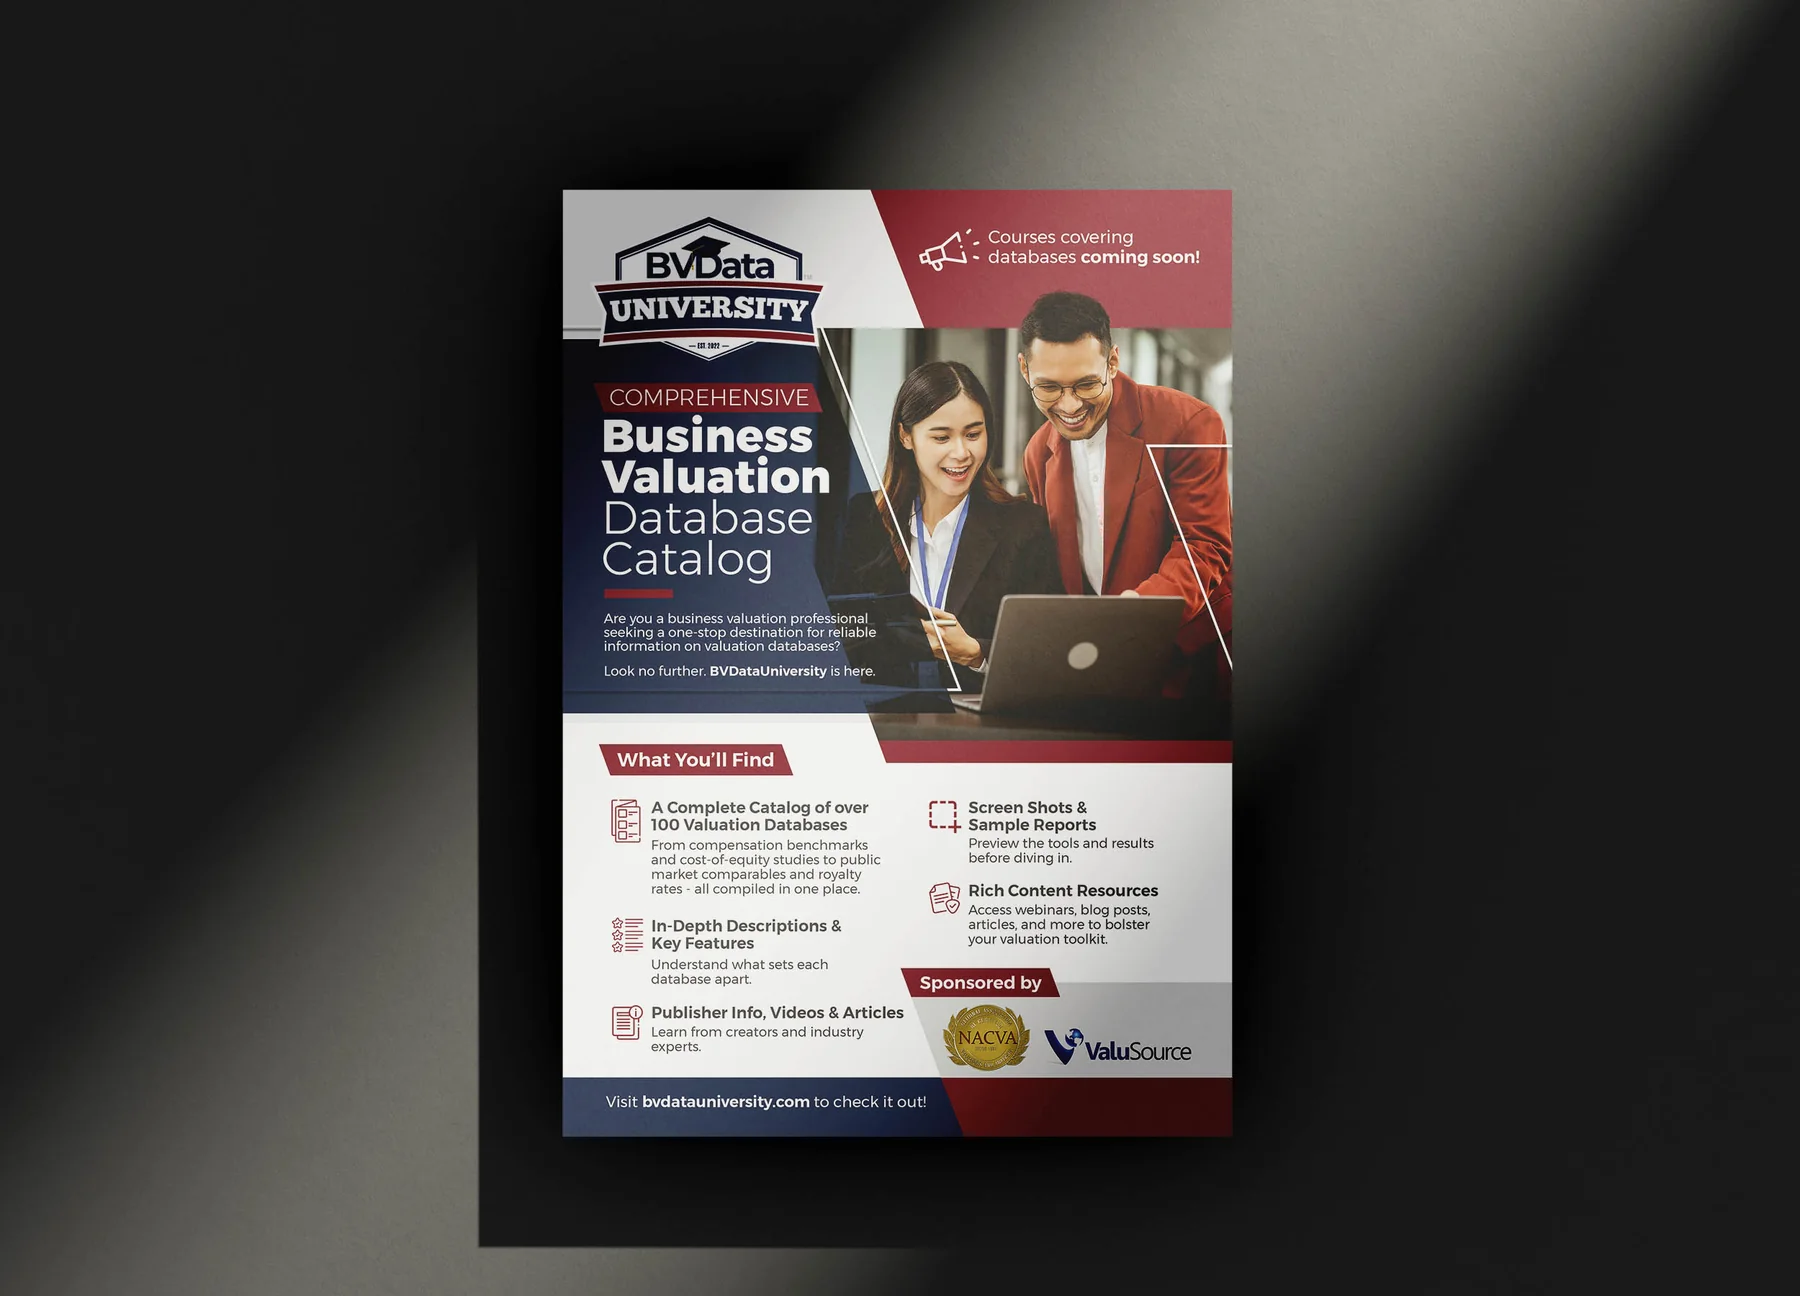 BVData
UNIVERSITY
EST. 2022
Courses covering
databases coming soon!
COMPREHENSIVE
Business
Valuation
Database
Catalog
Are you a business valuation professional
seeking a one-stop destination for reliable
information on valuation databases?
Look no further. BVDataUniversity is here.
What You'll Find
A Complete Catalog of over
100 Valuation Databases
From compensation benchmarks
and cost-of-equity studies to public
market comparables and royalty
rates - all compiled in one place.
In-Depth Descriptions &
Key Features
Understand what sets each
database apart.
Publisher Info, Videos & Articles
Learn from creators and industry
experts.
Screen Shots &
Sample Reports
Preview the tools and results
before diving in.
Rich Content Resources
Access webinars, blog posts,
articles, and more to bolster
your valuation toolkit.
Sponsored by
NACVA
ValuSource
Visit bvdatauniversity.com to check it out!